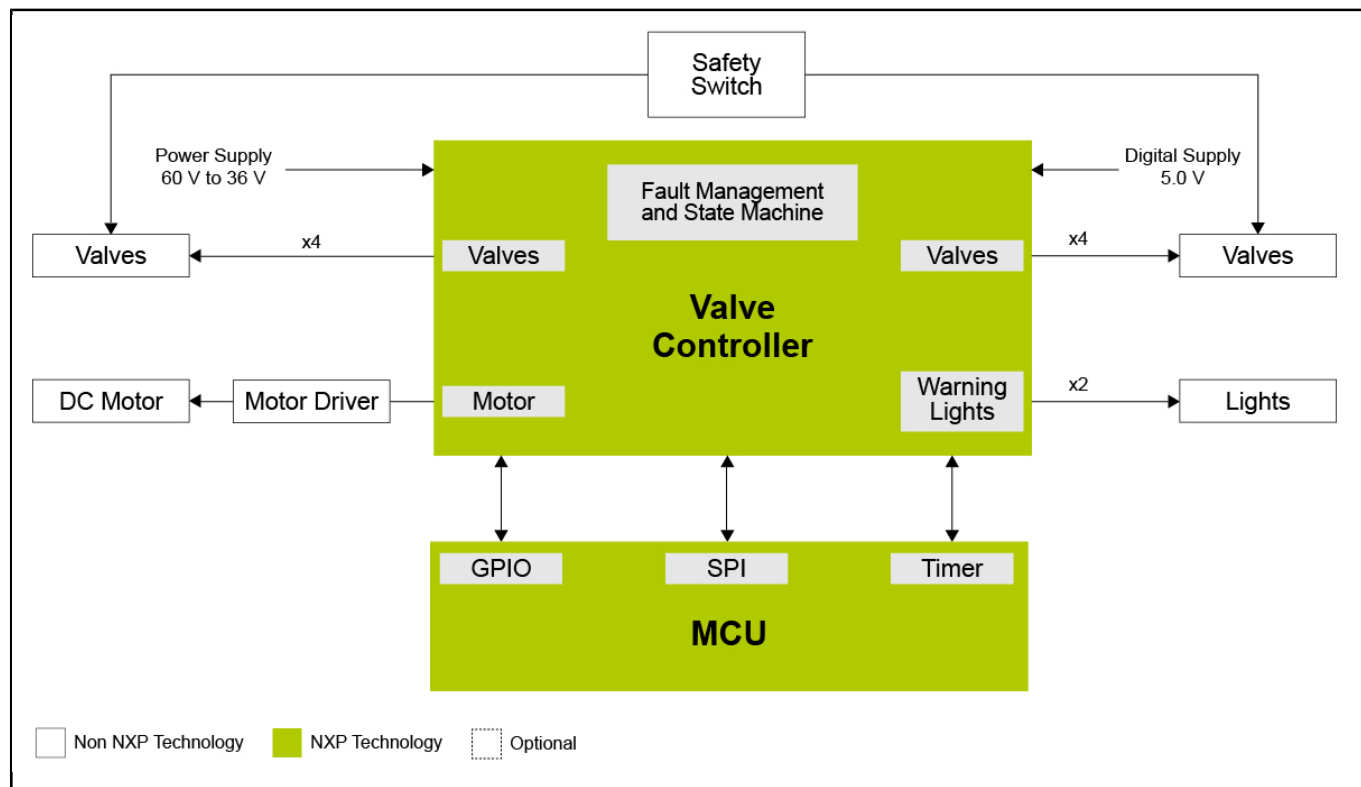 Safety
Switch
Power Supply
60 V to 36 V
Fault Management
and State Machine
Digital Supply
5.0 V
Valves
x4
Valves
Valves
x4
Valves
Valve
Controller
DC Motor
Motor Driver
Motor
Warning
Lights
x2
Lights
GPIO
SPI
Timer
MCU
Non NXP Technology
NXP Technology
Optional